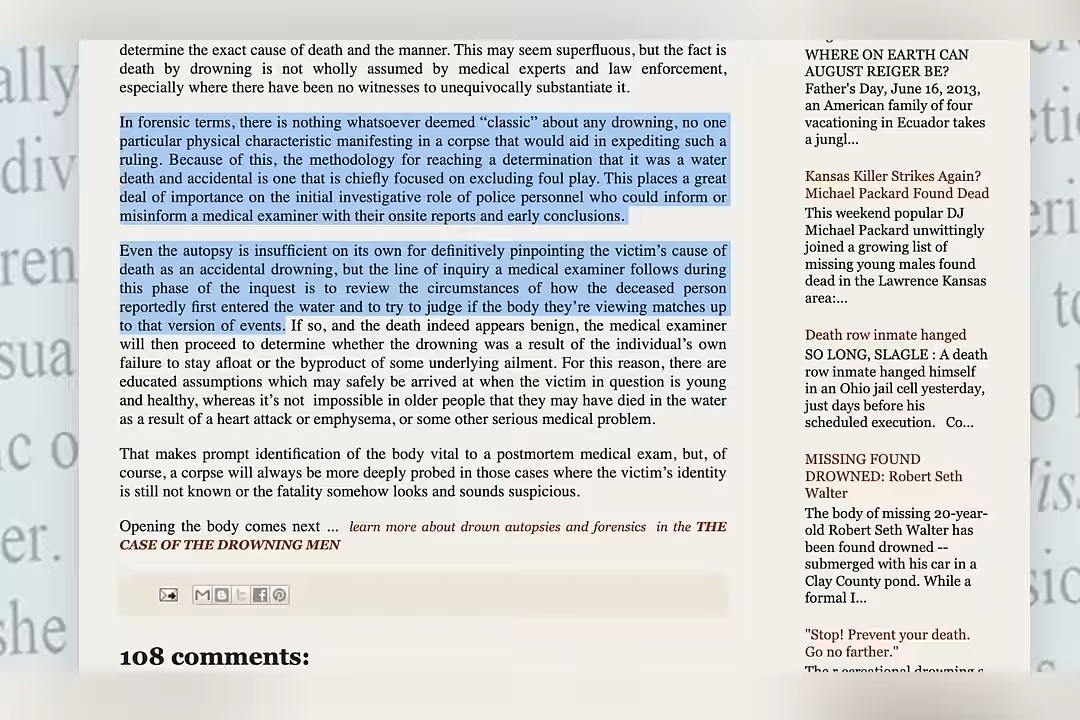 determine the exact cause of death and the manner. This may seem superfluous, but the fact is
death by drowning is not wholly assumed by medical experts and law enforcement,
especially where there have been no witnesses to unequivocally substantiate it.
In forensic terms, there is nothing whatsoever deemed “classic” about any drowning, no one
particular physical characteristic manifesting in a corpse that would aid in expediting such a
ruling. Because of this, the methodology for reaching a determination that it was a water
death and accidental is one that is chiefly focused on excluding foul play. This places a great
deal of importance on the initial investigative role of police personnel who could inform or
misinform a medical examiner with their onsite reports and early conclusions.
Even the autopsy is insufficient on its own for definitively pinpointing the victim’s cause of
death as an accidental drowning, but the line of inquiry a medical examiner follows during
this phase of the inquest is to review the circumstances of how the deceased person
reportedly first entered the water and to try to judge if the body they’re viewing matches up
to that version of events. If so, and the death indeed appears benign, the medical examiner
will then proceed to determine whether the drowning was a result of the individual’s own
failure to stay afloat or the byproduct of some underlying ailment. For this reason, there are
educated assumptions which may safely be arrived at when the victim in question is young
and healthy, whereas it’s not impossible in older people that they may have died in the water
as a result of a heart attack or emphysema, or some other serious medical problem.
That makes prompt identification of the body vital to a postmortem medical exam, but, of
course, a corpse will always be more deeply probed in those cases where the victim’s identity
is still not known or the fatality somehow looks and sounds suspicious.
Opening the body comes next ... learn more about drown autopsies and forensics in the THE
CASE OF THE DROWNING MEN
108 comments:
WHERE ON EARTH CAN
AUGUST REIGER BE?
Father's Day, June 16, 2013,
an American family of four
vacationing in Ecuador takes
a jungl...
Kansas Killer Strikes Again?
Michael Packard Found Dead
This weekend popular DJ
Michael Packard unwittingly
joined a growing list of
missing young males found
dead in the Lawrence Kansas
area:...
Death row inmate hanged
SO LONG, SLAGLE : A death
row inmate hanged himself
in an Ohio jail cell yesterday,
just days before his
scheduled execution. Co...
MISSING FOUND
DROWNED: Robert Seth
Walter
The body of missing 20-year-
old Robert Seth Walter has
been found drowned --
submerged with his car in a
Clay County pond. While a
formal I...
"Stop! Prevent your death.
Go no farther."